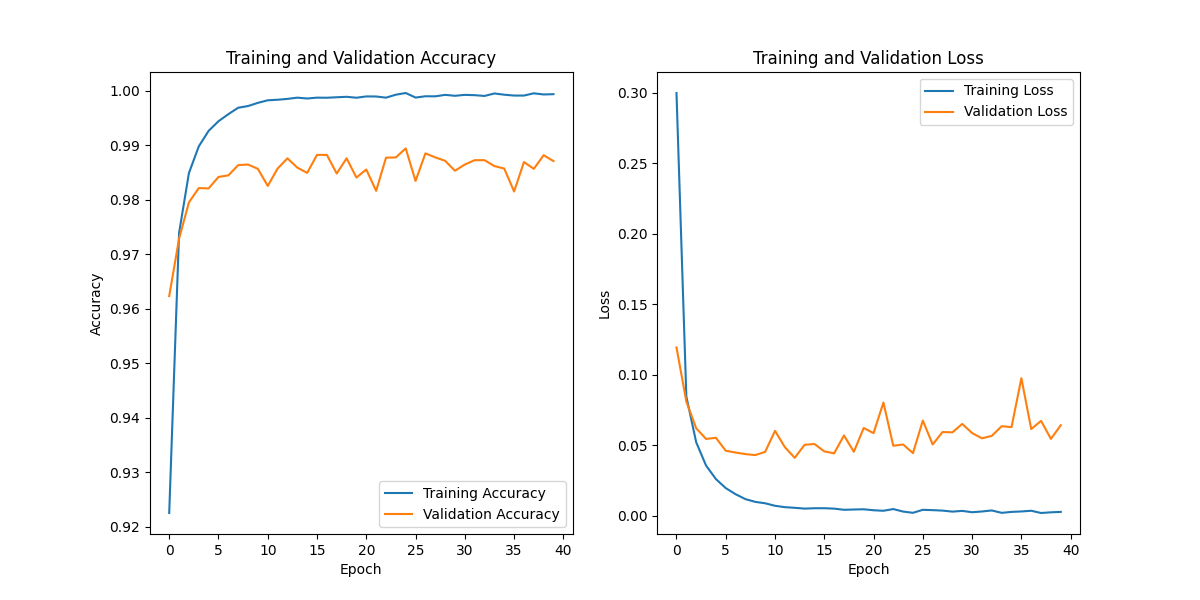 Training and Validation Accuracy
1.00
0.99
0.98
0.97
0.96
0.95
0.94
0.93
0.92
Accuracy
Training Accuracy
Validation Accuracy
0 5 10 15 20 25 30 35 40
Epoch
Training and Validation Loss
0.30
0.25
0.20
0.15
0.10
0.05
0.00
Loss
Training Loss
Validation Loss
0 5 10 15 20 25 30 35 40
Epoch